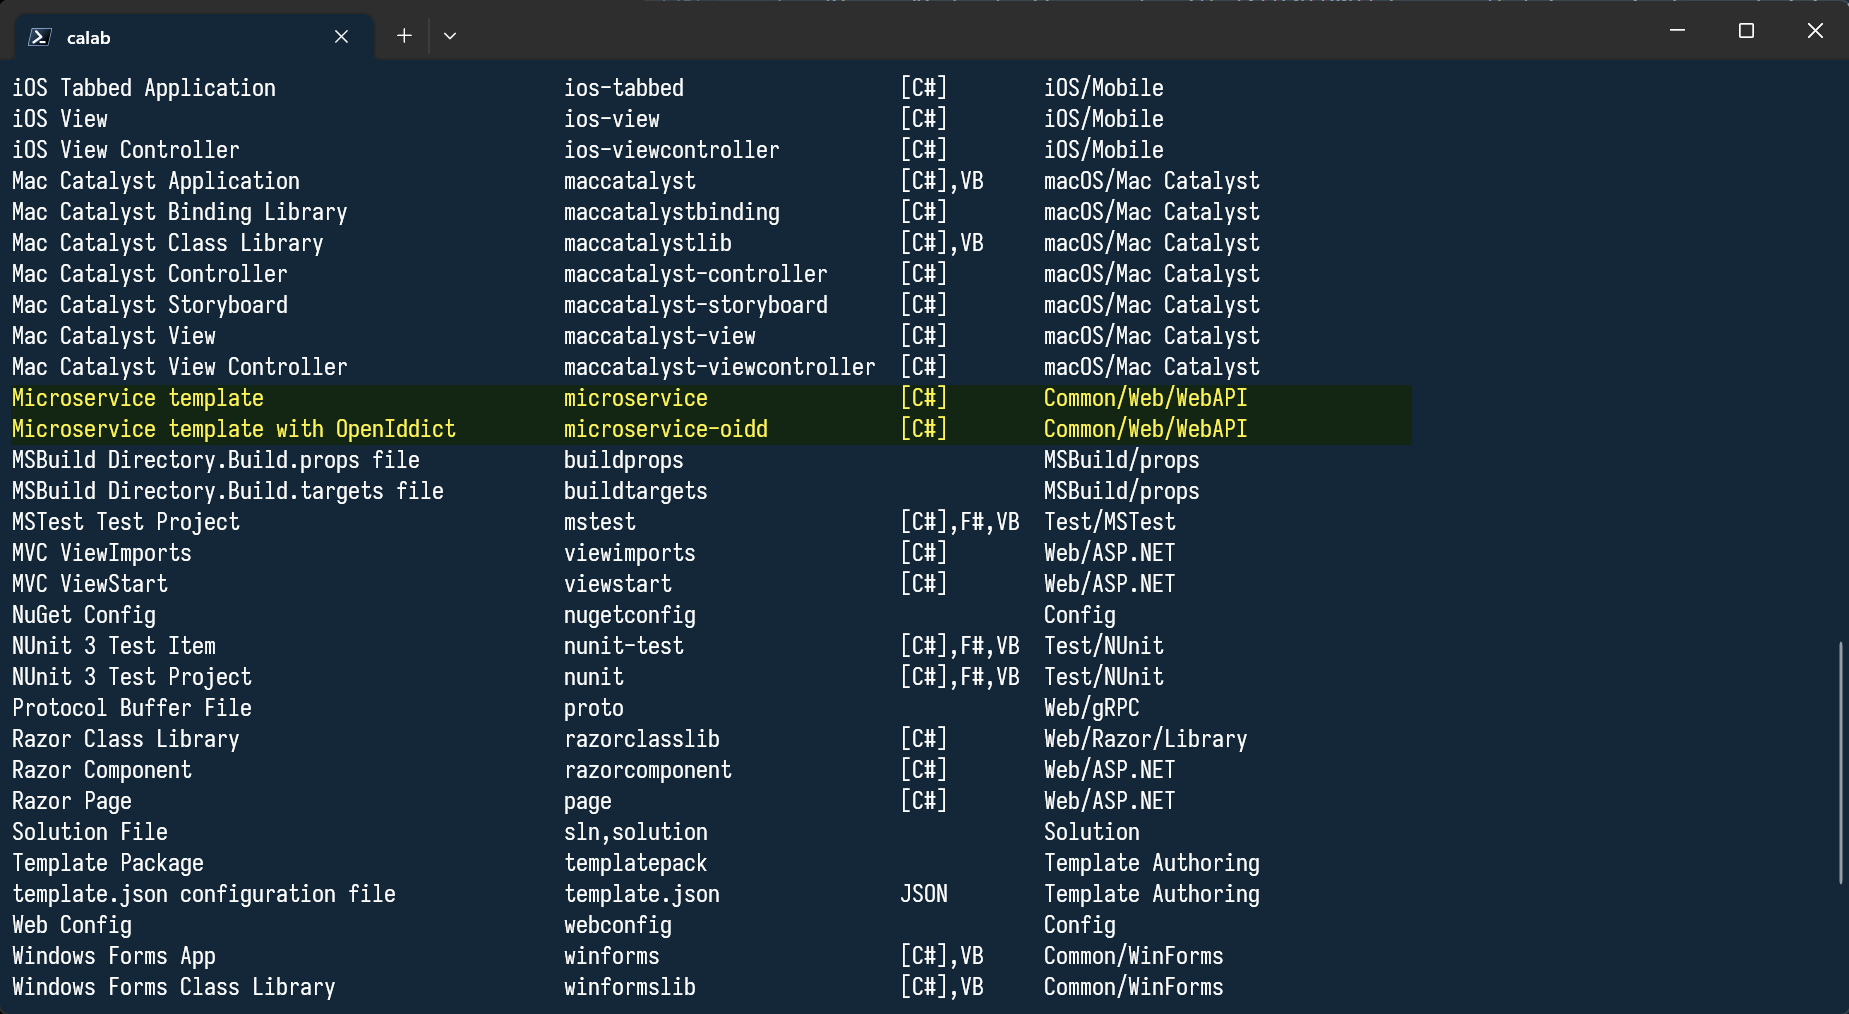 calab
iOS Tabbed Application ios-tabbed [C#] iOS/Mobile
iOS View ios-view [C#] iOS/Mobile
iOS View Controller ios-viewcontroller [C#] iOS/Mobile
Mac Catalyst Application maccatalyst [C#],VB macOS/Mac Catalyst
Mac Catalyst Binding Library maccatalystbinding [C#] macOS/Mac Catalyst
Mac Catalyst Class Library maccatalystlib [C#],VB macOS/Mac Catalyst
Mac Catalyst Controller maccatalyst-controller [C#] macOS/Mac Catalyst
Mac Catalyst Storyboard maccatalyst-storyboard [C#] macOS/Mac Catalyst
Mac Catalyst View maccatalyst-view [C#] macOS/Mac Catalyst
Mac Catalyst View Controller maccatalyst-viewcontroller [C#] macOS/Mac Catalyst
Microservice template microservice [C#] Common/Web/WebAPI
Microservice template with OpenIddict microservice-oidd [C#] Common/Web/WebAPI
MSBuild Directory.Build.props file buildprops MSBuild/props
MSBuild Directory.Build.targets file buildtargets MSBuild/props
MSTest Test Project mstest [C#],F#,VB Test/MSTest
MVC ViewImports viewimports [C#] Web/ASP.NET
MVC ViewStart viewstart [C#] Web/ASP.NET
NuGet Config nugetconfig Config
NUnit 3 Test Item nunit-test [C#],F#,VB Test/NUnit
NUnit 3 Test Project nunit [C#],F#,VB Test/NUnit
Protocol Buffer File proto Web/gRPC
Razor Class Library razorclasslib [C#] Web/Razor/Library
Razor Component razorcomponent [C#] Web/ASP.NET
Razor Page page [C#] Web/ASP.NET
Solution File sln,solution Solution
Template Package templatepack Template Authoring
template.json configuration file template.json JSON Template Authoring
Web Config webconfig Config
Windows Forms App winforms [C#],VB Common/WinForms
Windows Forms Class Library winformslib [C#],VB Common/WinForms